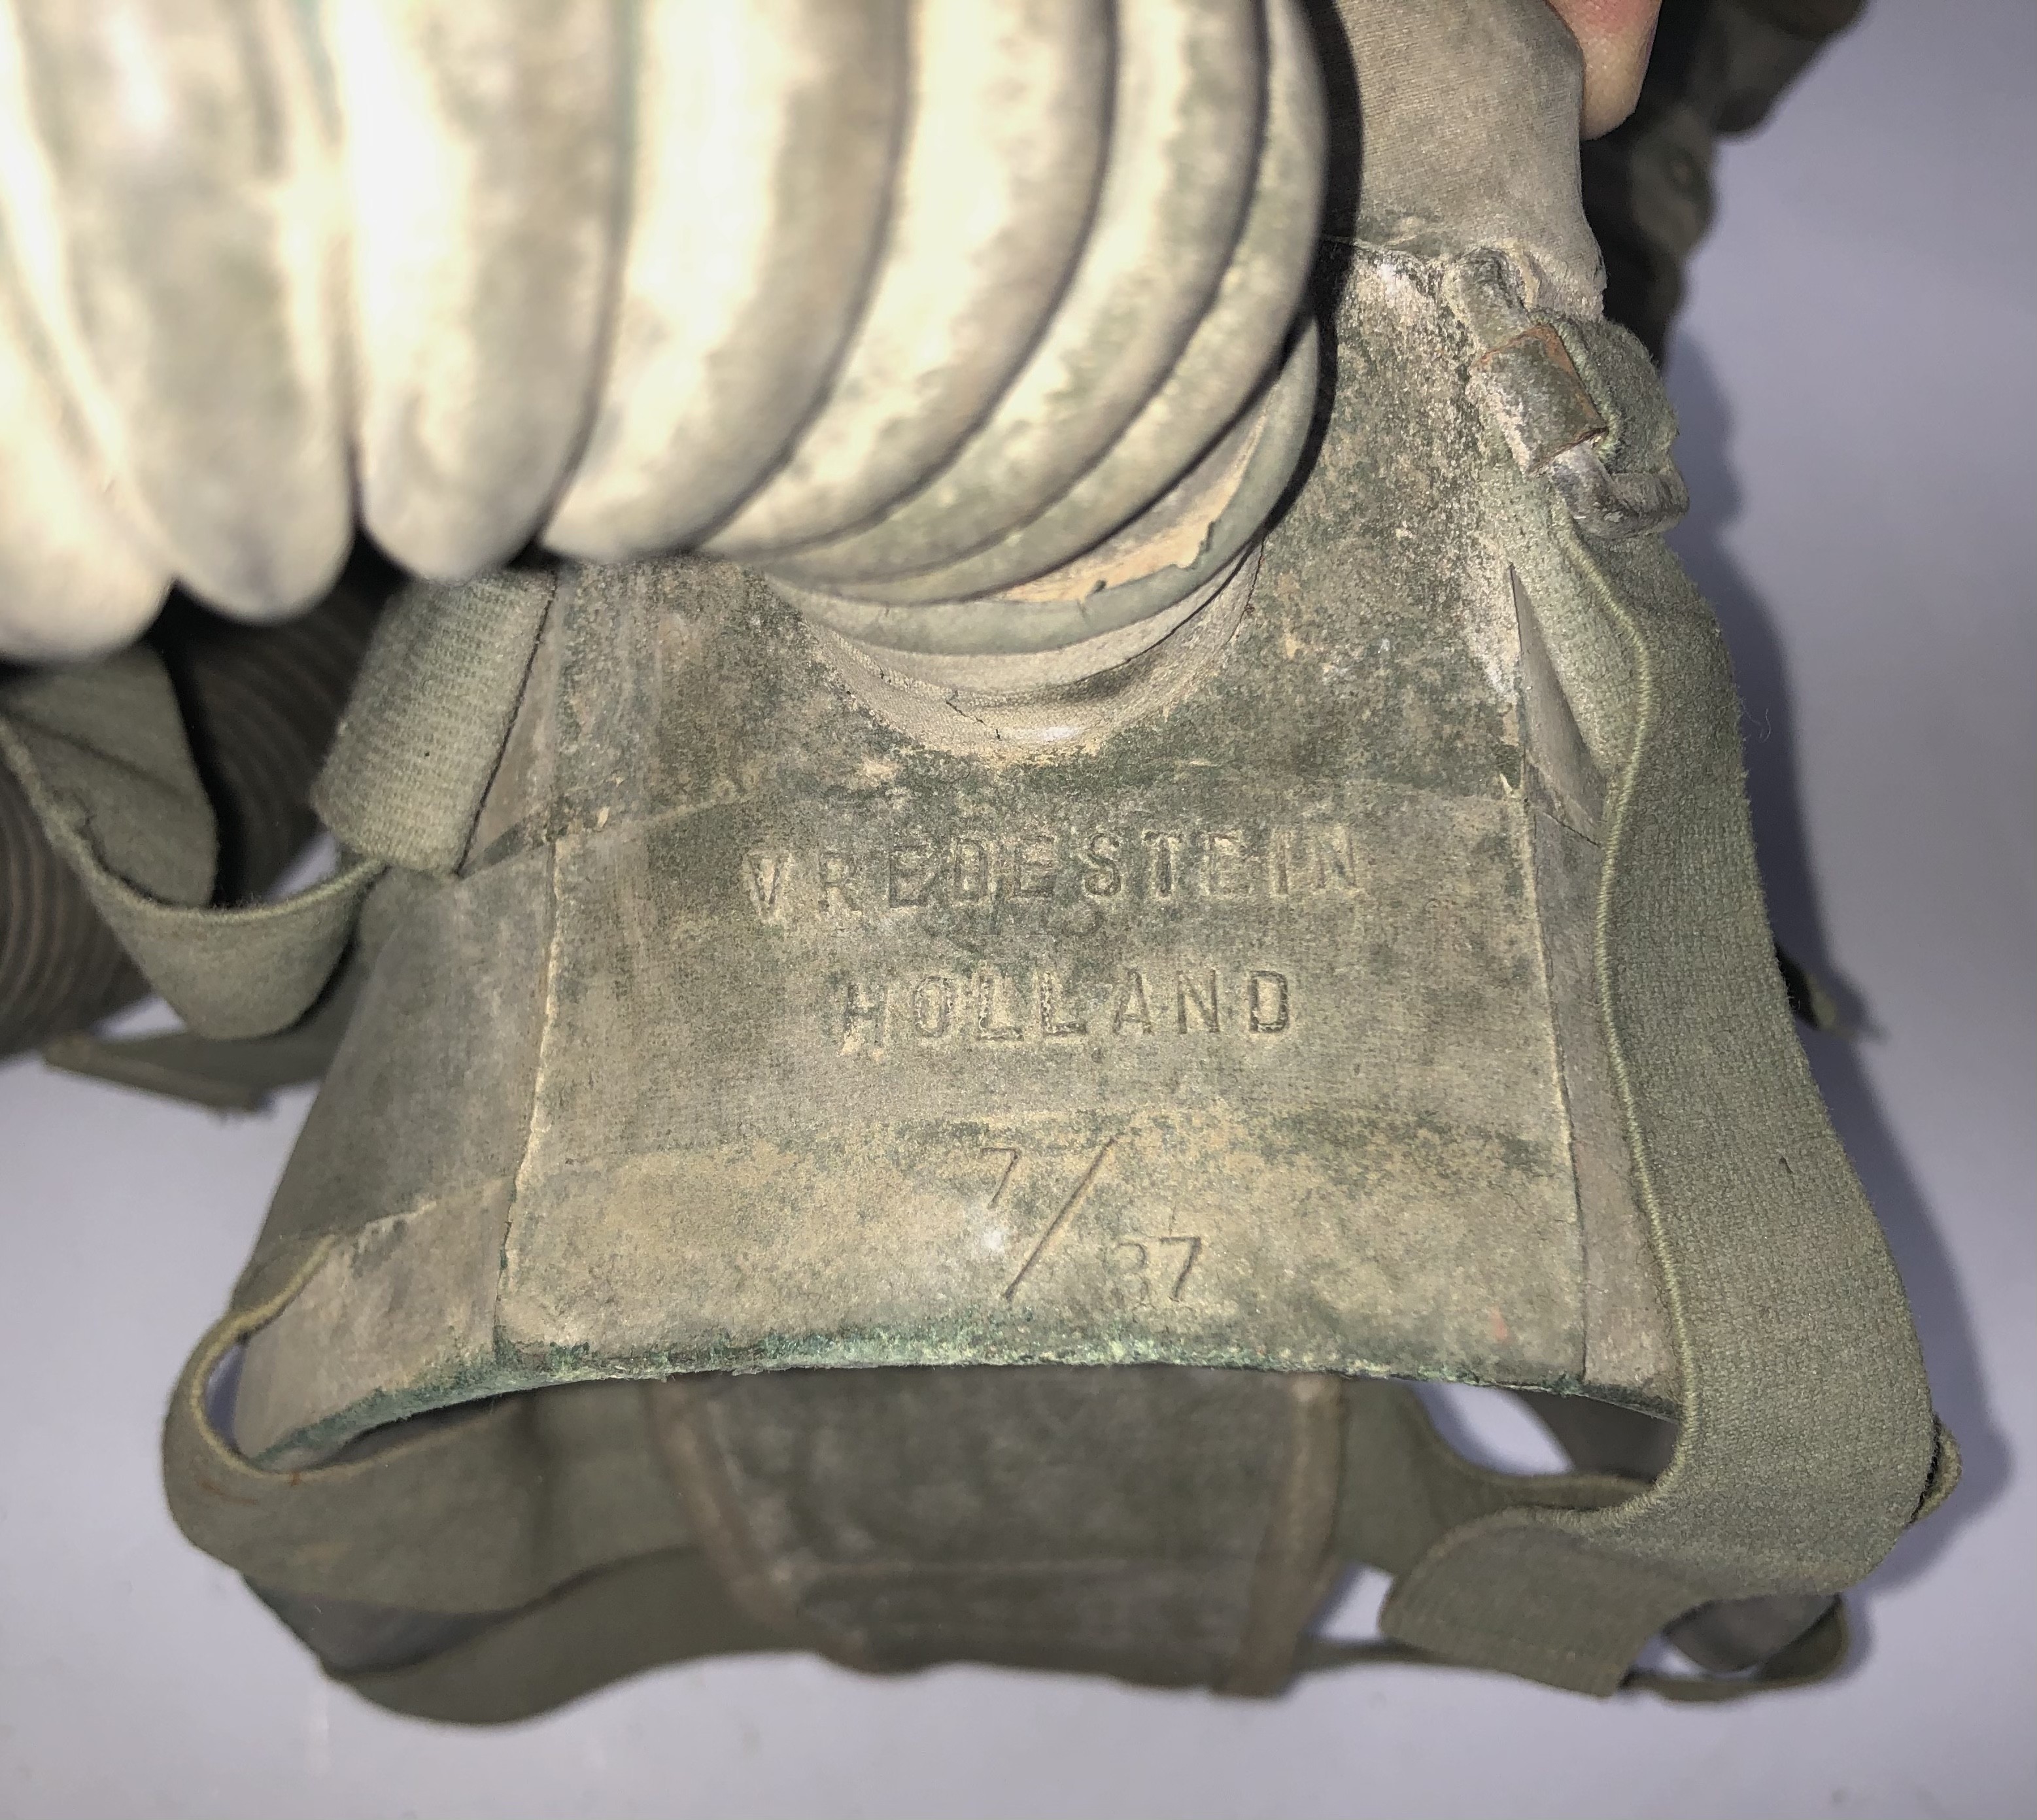 VREDESTEIN
HOLLAND
7/37